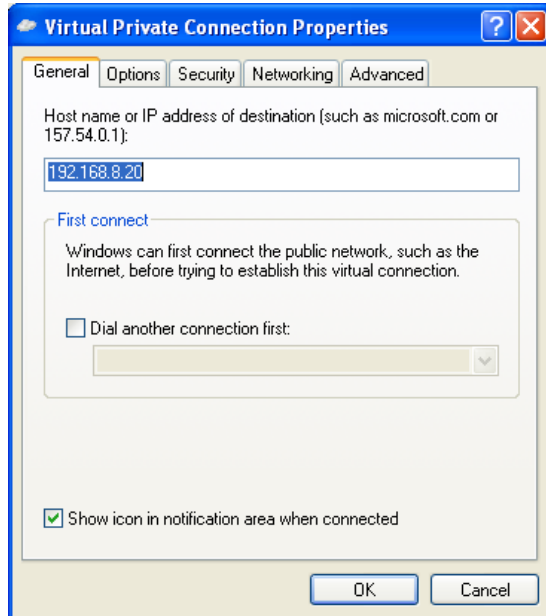 Virtual Private Connection Properties
General Options Security Networking Advanced
Host name or IP address of destination (such as microsoft.com or
157.54.0.1):
192.168.8.20
First connect
Windows can first connect the public network, such as the
Internet, before trying to establish this virtual connection.
Dial another connection first:
Show icon in notification area when connected
OK Cancel